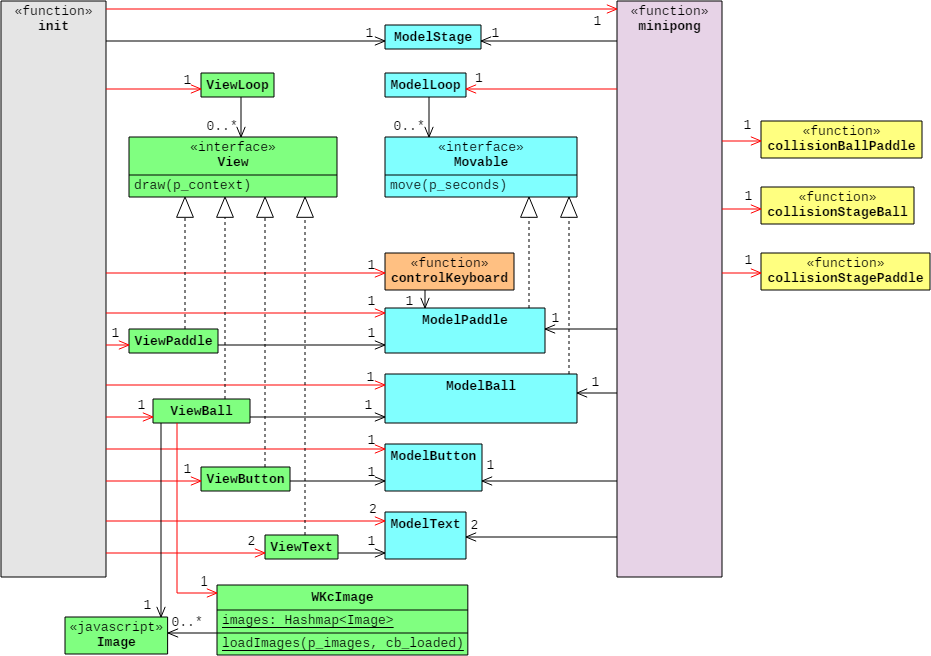 «function»
init
«function»
minipong
1
1
ModelStage
1
1
ViewLoop
ModelLoop
1
0..*
0..*
1
«function»
collisionBallPaddle
«interface»
View
draw(p_context)
«interface»
Movable
move(p_seconds)
1
«function»
collisionStageBall
1
«function»
collisionStagePaddle
1
«function»
controlKeyboard
1
1
ModelPaddle
1
1
ViewPaddle
1
1
ModelBall
1
1
ViewBall
1
1
ModelButton
1
1
ViewButton
1
2
ModelText
2
2
ViewText
1
1
WKcImage
images: Hashmap<Image>
loadImages(p_images, cb_loaded)
1
0..*
«javascript»
Image